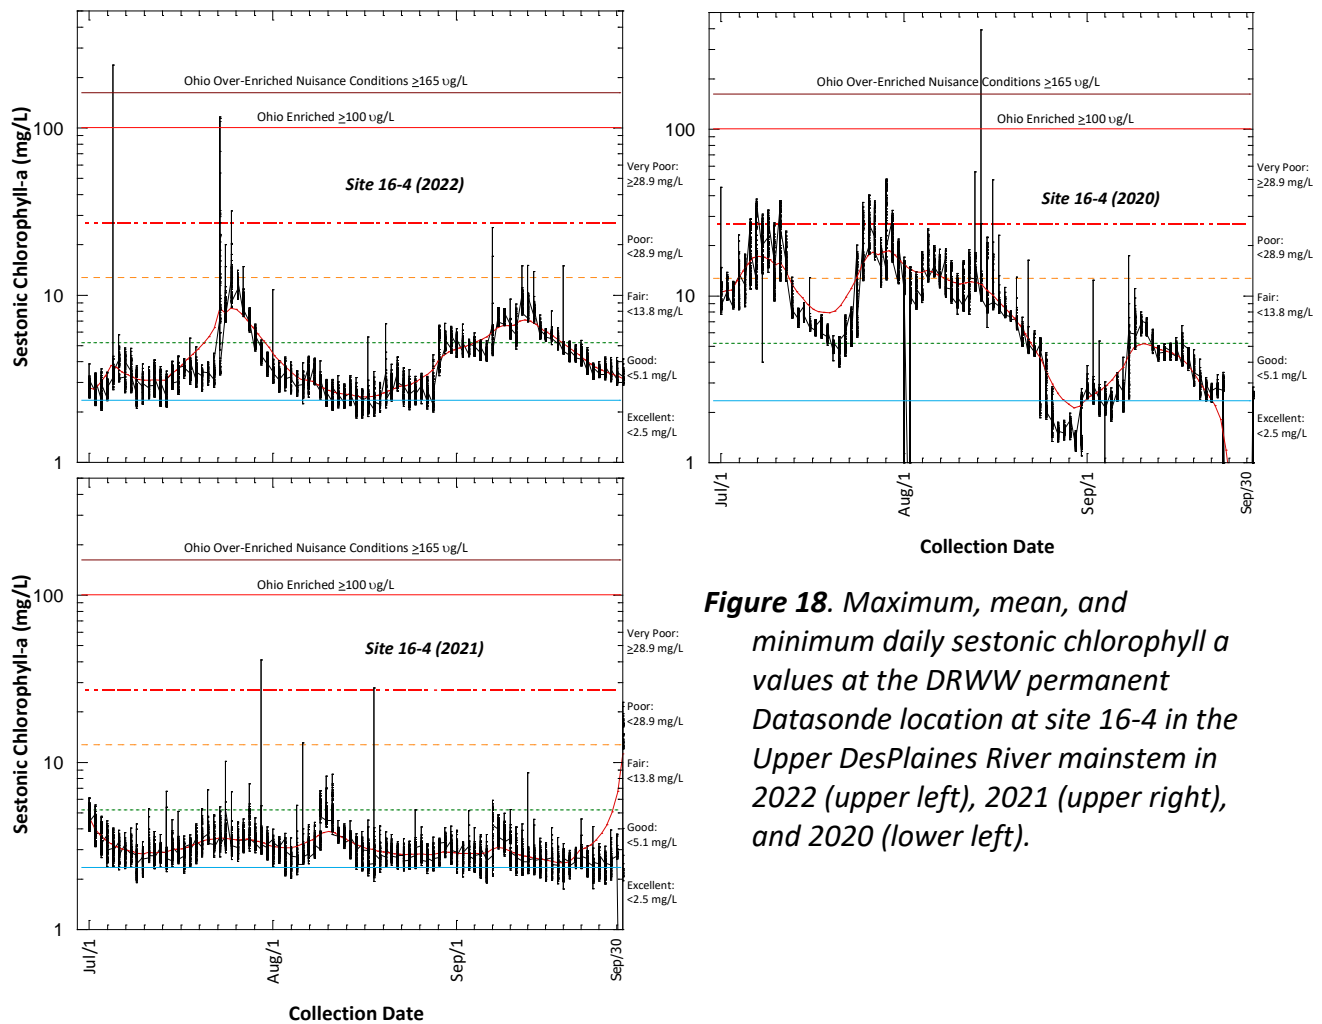 Sestonic Chlorophyll-a (mg/L)
100
10
1
Ohio Over-Enriched Nuisance Conditions ≥165 υg/L
Ohio Enriched ≥100 υg/L
Site 16-4 (2022)
Very Poor:
≥28.9 mg/L
Poor:
<28.9 mg/L
Fair:
<13.8 mg/L
Good:
<5.1 mg/L
Excellent:
<2.5 mg/L
100
10
1
Ohio Over-Enriched Nuisance Conditions ≥165 υg/L
Ohio Enriched ≥100 υg/L
Site 16-4 (2020)
Very Poor:
≥28.9 mg/L
Poor:
<28.9 mg/L
Fair:
<13.8 mg/L
Good:
<5.1 mg/L
Excellent:
<2.5 mg/L
Jul/1
Aug/1
Sep/1
Sep/30
Collection Date
Sestonic Chlorophyll-a (mg/L)
100
10
1
Ohio Over-Enriched Nuisance Conditions ≥165 υg/L
Ohio Enriched ≥100 υg/L
Site 16-4 (2021)
Very Poor:
≥28.9 mg/L
Poor:
<28.9 mg/L
Fair:
<13.8 mg/L
Good:
<5.1 mg/L
Excellent:
<2.5 mg/L
Jul/1
Aug/1
Sep/1
Sep/30
Collection Date
Figure 18. Maximum, mean, and
minimum daily sestonic chlorophyll a
values at the DRWW permanent
Datasonde location at site 16-4 in the
Upper DesPlaines River mainstem in
2022 (upper left), 2021 (upper right),
and 2020 (lower left).